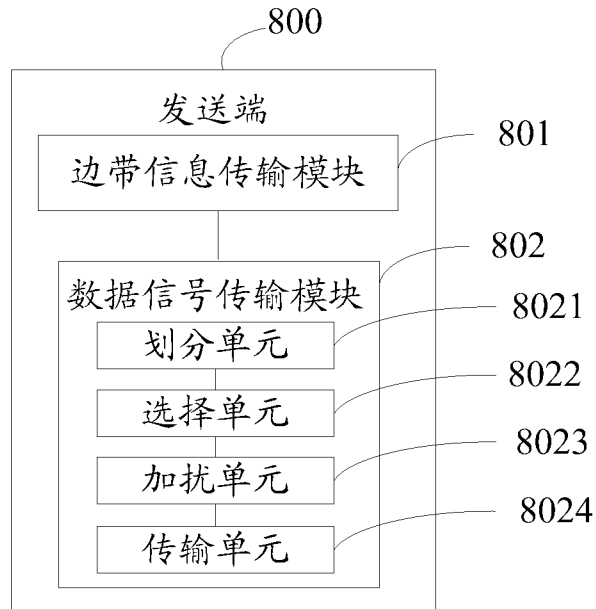 800
发送端
801
边带信息传输模块
802
数据信号传输模块
8021
划分单元
8022
选择单元
8023
加扰单元
8024
传输单元